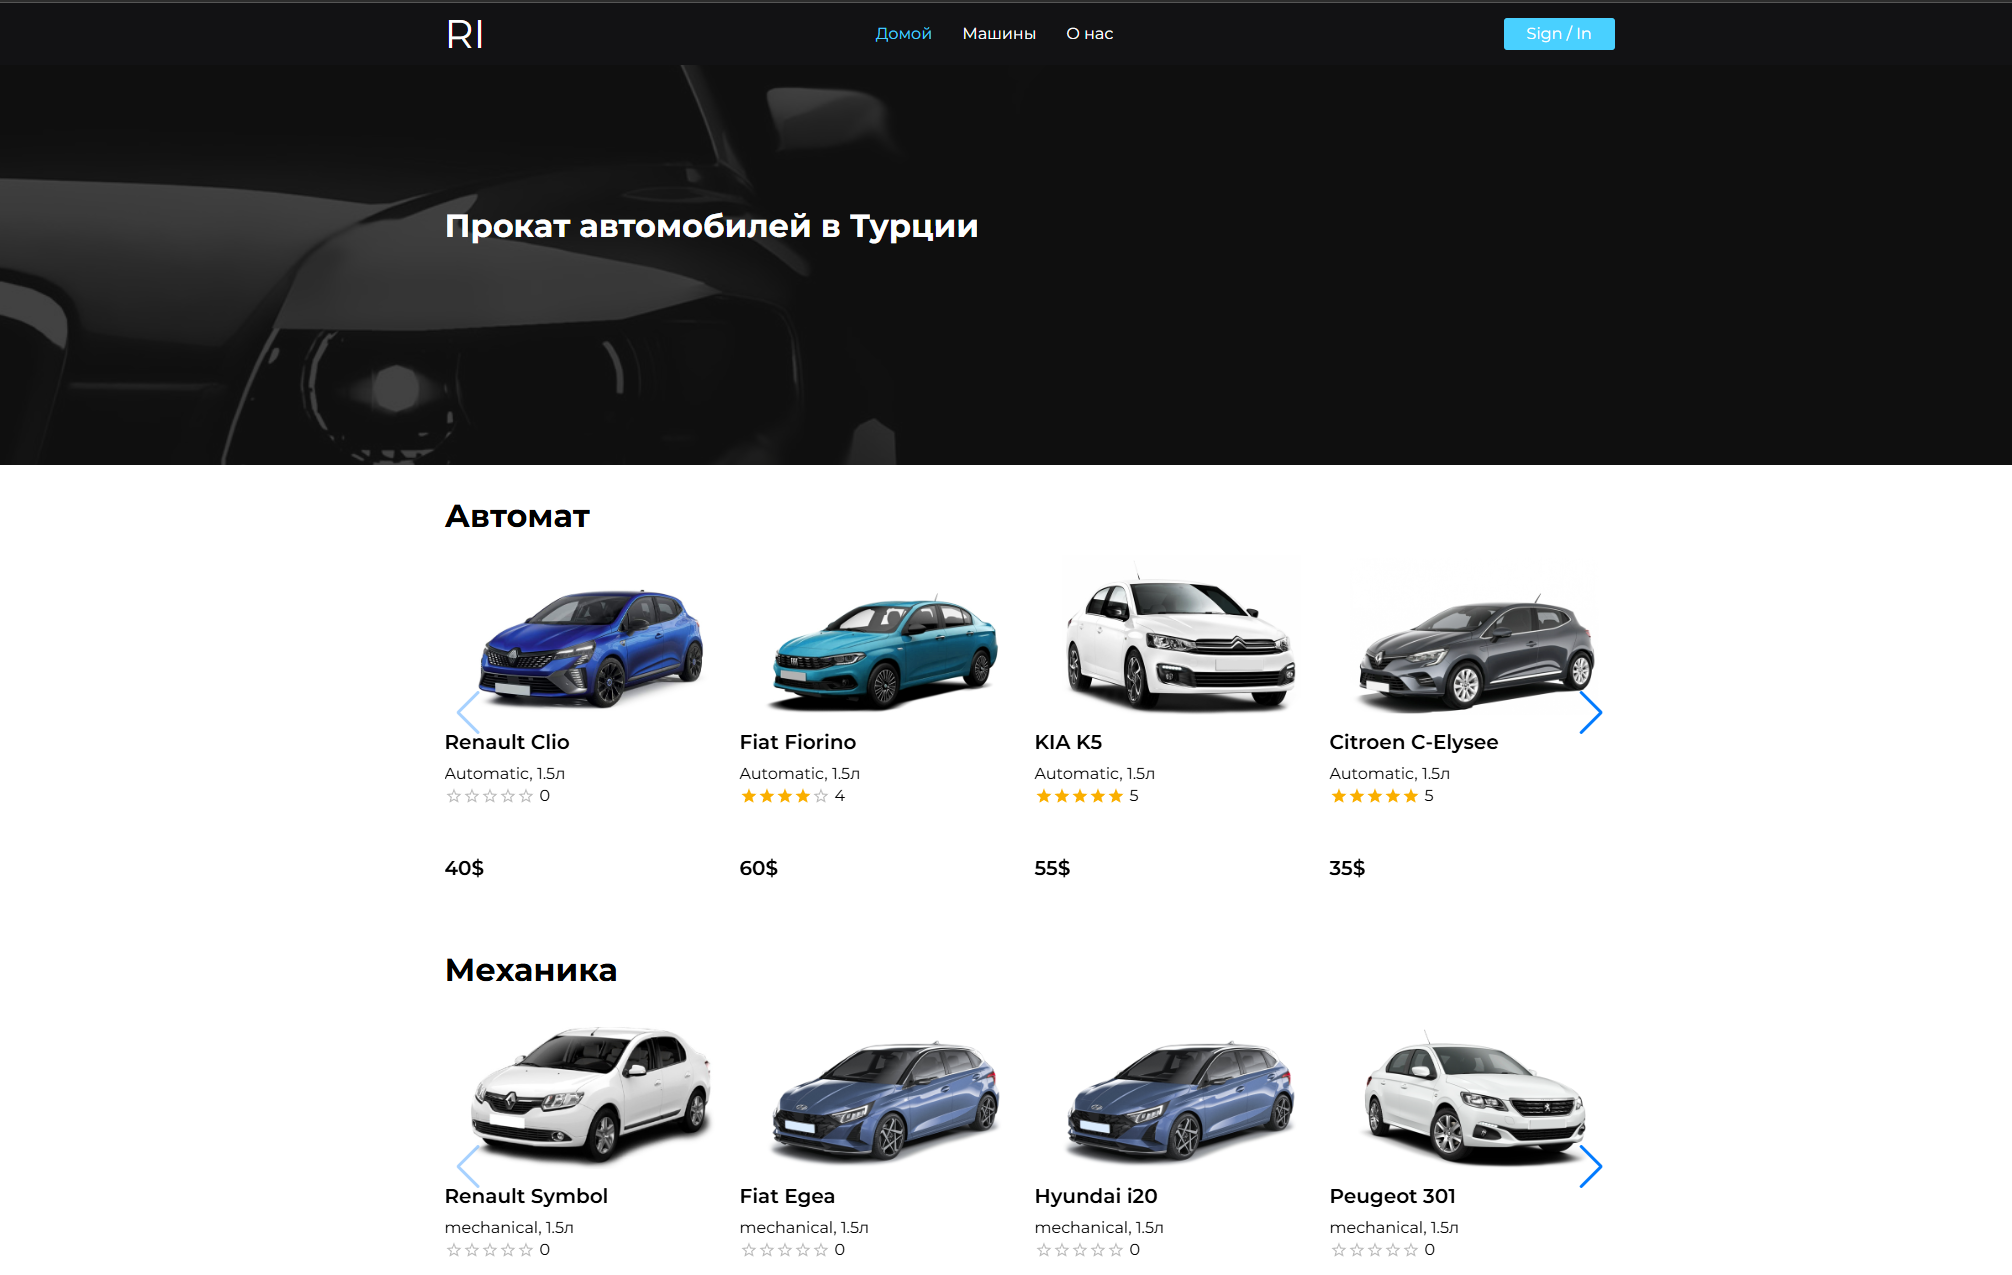 RI
Домой Машины О нас
Sign / In
Прокат автомобилей в Турции
Автомат
Renault Clio
Automatic, 1.5л
0
40$
Fiat Fiorino
Automatic, 1.5л
4
60$
KIA K5
Automatic, 1.5л
5
55$
Citroen C-Elysee
Automatic, 1.5л
5
35$
Механика
Renault Symbol
mechanical, 1.5л
0
Fiat Egea
mechanical, 1.5л
0
Hyundai i20
mechanical, 1.5л
0
Peugeot 301
mechanical, 1.5л
0